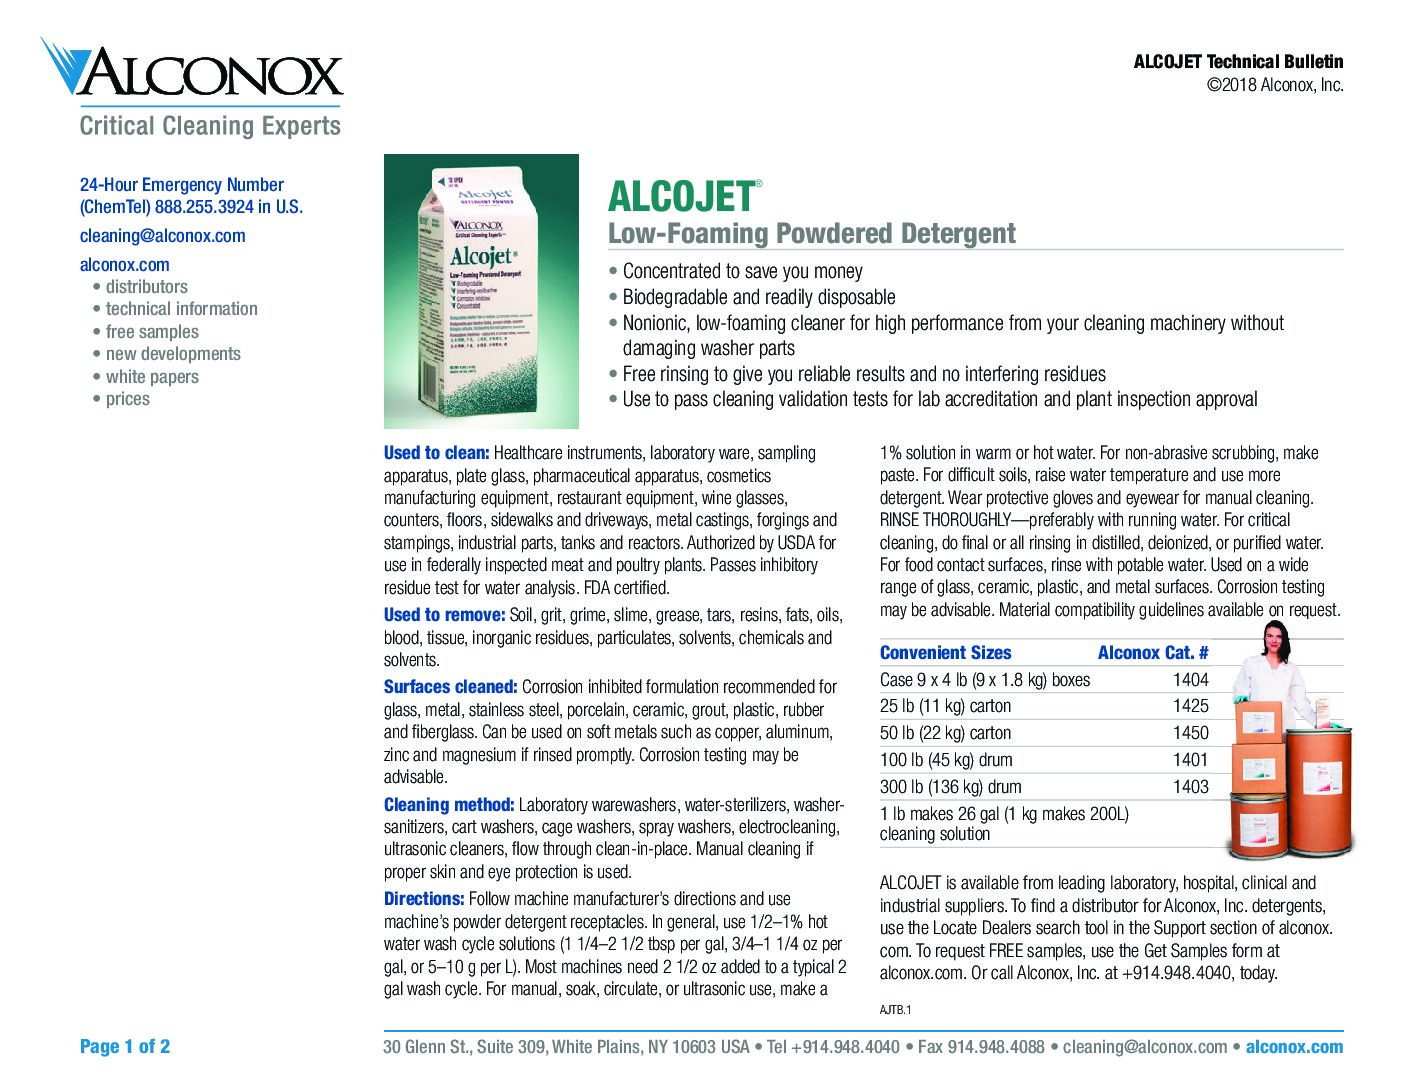 ALCONOX
Critical Cleaning Experts
ALCOJET Technical Bulletin
©2018 Alconox, Inc.
24-Hour Emergency Number
(ChemTel) 888.255.3924 in U.S.
cleaning@alconox.com
alconox.com
• distributors
• technical information
• free samples
• new developments
• white papers
• prices
TO OPEN
Alcojet®
DETERGENT POWDER
ALCONOX
Critical Cleaning Experts™
Alcojet®
Low-Foaming Powdered Detergent
Biodegradable
Interfering-residue free
Corrosion inhibited
Concentrated
ALCOJET®
Low-Foaming Powdered Detergent
• Concentrated to save you money
• Biodegradable and readily disposable
• Nonionic, low-foaming cleaner for high performance from your cleaning machinery without
damaging washer parts
• Free rinsing to give you reliable results and no interfering residues
• Use to pass cleaning validation tests for lab accreditation and plant inspection approval
Used to clean: Healthcare instruments, laboratory ware, sampling
apparatus, plate glass, pharmaceutical apparatus, cosmetics
manufacturing equipment, restaurant equipment, wine glasses,
counters, floors, sidewalks and driveways, metal castings, forgings and
stampings, industrial parts, tanks and reactors. Authorized by USDA for
use in federally inspected meat and poultry plants. Passes inhibitory
residue test for water analysis. FDA certified.
Used to remove: Soil, grit, grime, slime, grease, tars, resins, fats, oils,
blood, tissue, inorganic residues, particulates, solvents, chemicals and
solvents.
Surfaces cleaned: Corrosion inhibited formulation recommended for
glass, metal, stainless steel, porcelain, ceramic, grout, plastic, rubber
and fiberglass. Can be used on soft metals such as copper, aluminum,
zinc and magnesium if rinsed promptly. Corrosion testing may be
advisable.
Cleaning method: Laboratory warewashers, water-sterilizers, washer-
sanitizers, cart washers, cage washers, spray washers, electrocleaning,
ultrasonic cleaners, flow through clean-in-place. Manual cleaning if
proper skin and eye protection is used.
Directions: Follow machine manufacturer's directions and use
machine's powder detergent receptacles. In general, use 1/2–1% hot
water wash cycle solutions (1 1/4–2 1/2 tbsp per gal, 3/4–1 1/4 oz per
gal, or 5–10 g per L). Most machines need 2 1/2 oz added to a typical 2
gal wash cycle. For manual, soak, circulate, or ultrasonic use, make a
1% solution in warm or hot water. For non-abrasive scrubbing, make
paste. For difficult soils, raise water temperature and use more
detergent. Wear protective gloves and eyewear for manual cleaning.
RINSE THOROUGHLY—preferably with running water. For critical
cleaning, do final or all rinsing in distilled, deionized, or purified water.
For food contact surfaces, rinse with potable water. Used on a wide
range of glass, ceramic, plastic, and metal surfaces. Corrosion testing
may be advisable. Material compatibility guidelines available on request.
Convenient Sizes Alconox Cat. #
Case 9 x 4 lb (9 x 1.8 kg) boxes 1404
25 lb (11 kg) carton 1425
50 lb (22 kg) carton 1450
100 lb (45 kg) drum 1401
300 lb (136 kg) drum 1403
1 lb makes 26 gal (1 kg makes 200L)
cleaning solution
ALCOJET is available from leading laboratory, hospital, clinical and
industrial suppliers. To find a distributor for Alconox, Inc. detergents,
use the Locate Dealers search tool in the Support section of alconox.
com. To request FREE samples, use the Get Samples form at
alconox.com. Or call Alconox, Inc. at +914.948.4040, today.
AJTB.1
Page 1 of 2
30 Glenn St., Suite 309, White Plains, NY 10603 USA • Tel +914.948.4040 • Fax 914.948.4088 • cleaning@alconox.com • alconox.com